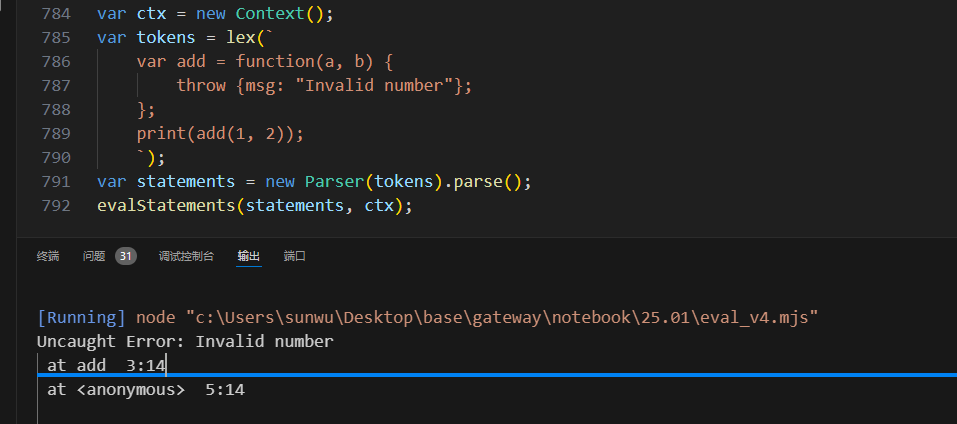 784 var ctx = new Context();
785 var tokens = lex(`
786     var add = function(a, b) {
787         throw {msg: "Invalid number"};
788     };
789     print(add(1, 2));
790     `);
791 var statements = new Parser(tokens).parse();
792 evalStatements(statements, ctx);
终端 问题 31 调试控制台 输出 端口
[Running] node "c:\Users\sunwu\Desktop\base\gateway\notebook\25.01\eval_v4.mjs"
Uncaught Error: Invalid number
at add  3:14
at <anonymous>  5:14